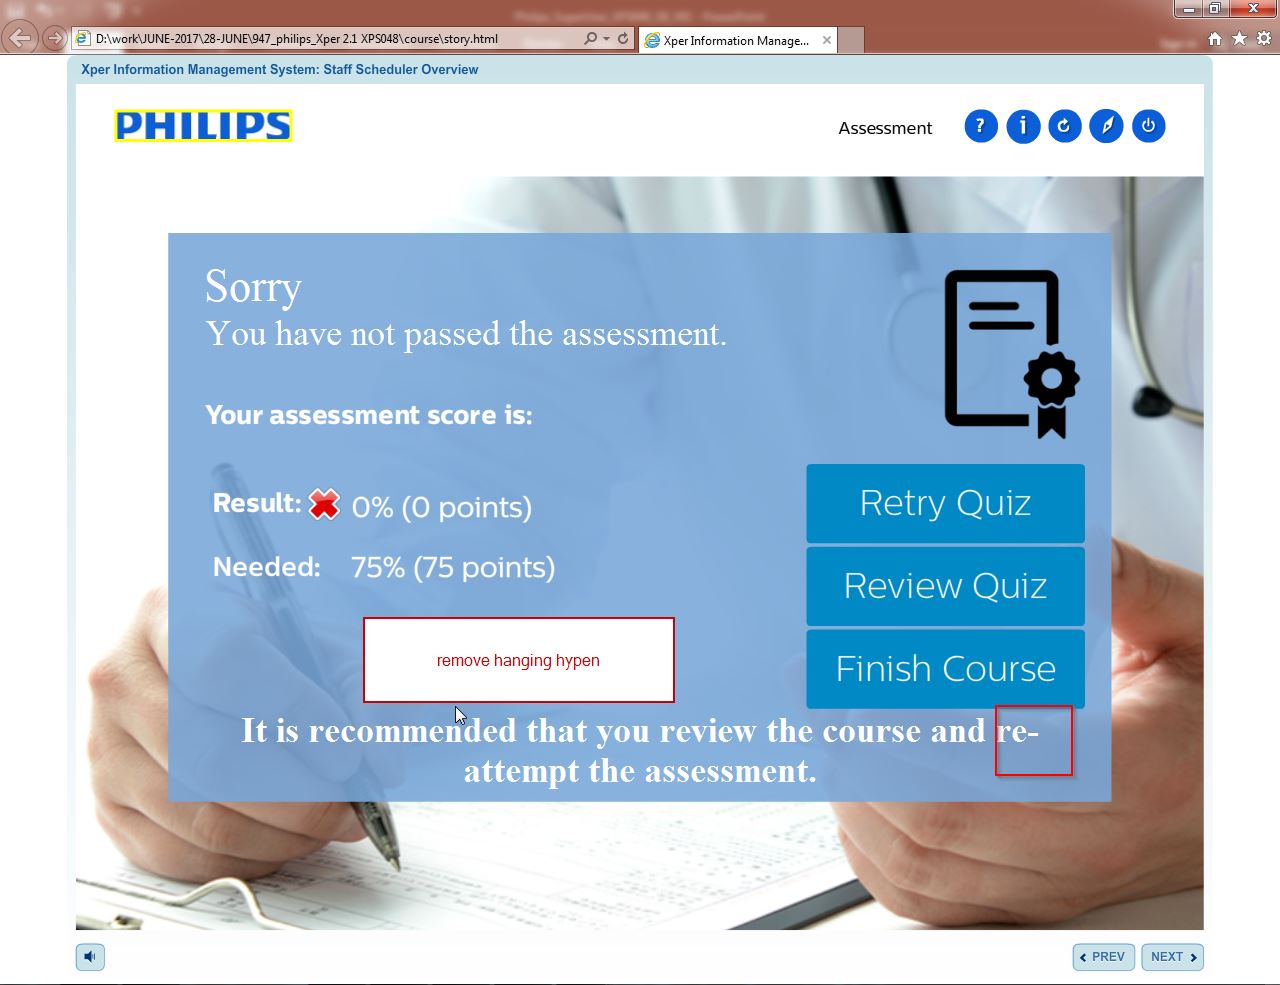 D:\work\JUNE-2017\28-JUNE\947_philips_Xper 2.1 XPS048\course\story.html
Xper Information Manage...
Xper Information Management System: Staff Scheduler Overview
PHILIPS
Assessment
Sorry
You have not passed the assessment.
Your assessment score is:
Result: 0% (0 points)
Needed: 75% (75 points)
Retry Quiz
Review Quiz
Finish Course
remove hanging hypen
It is recommended that you review the course and re-
attempt the assessment.
PREV
NEXT